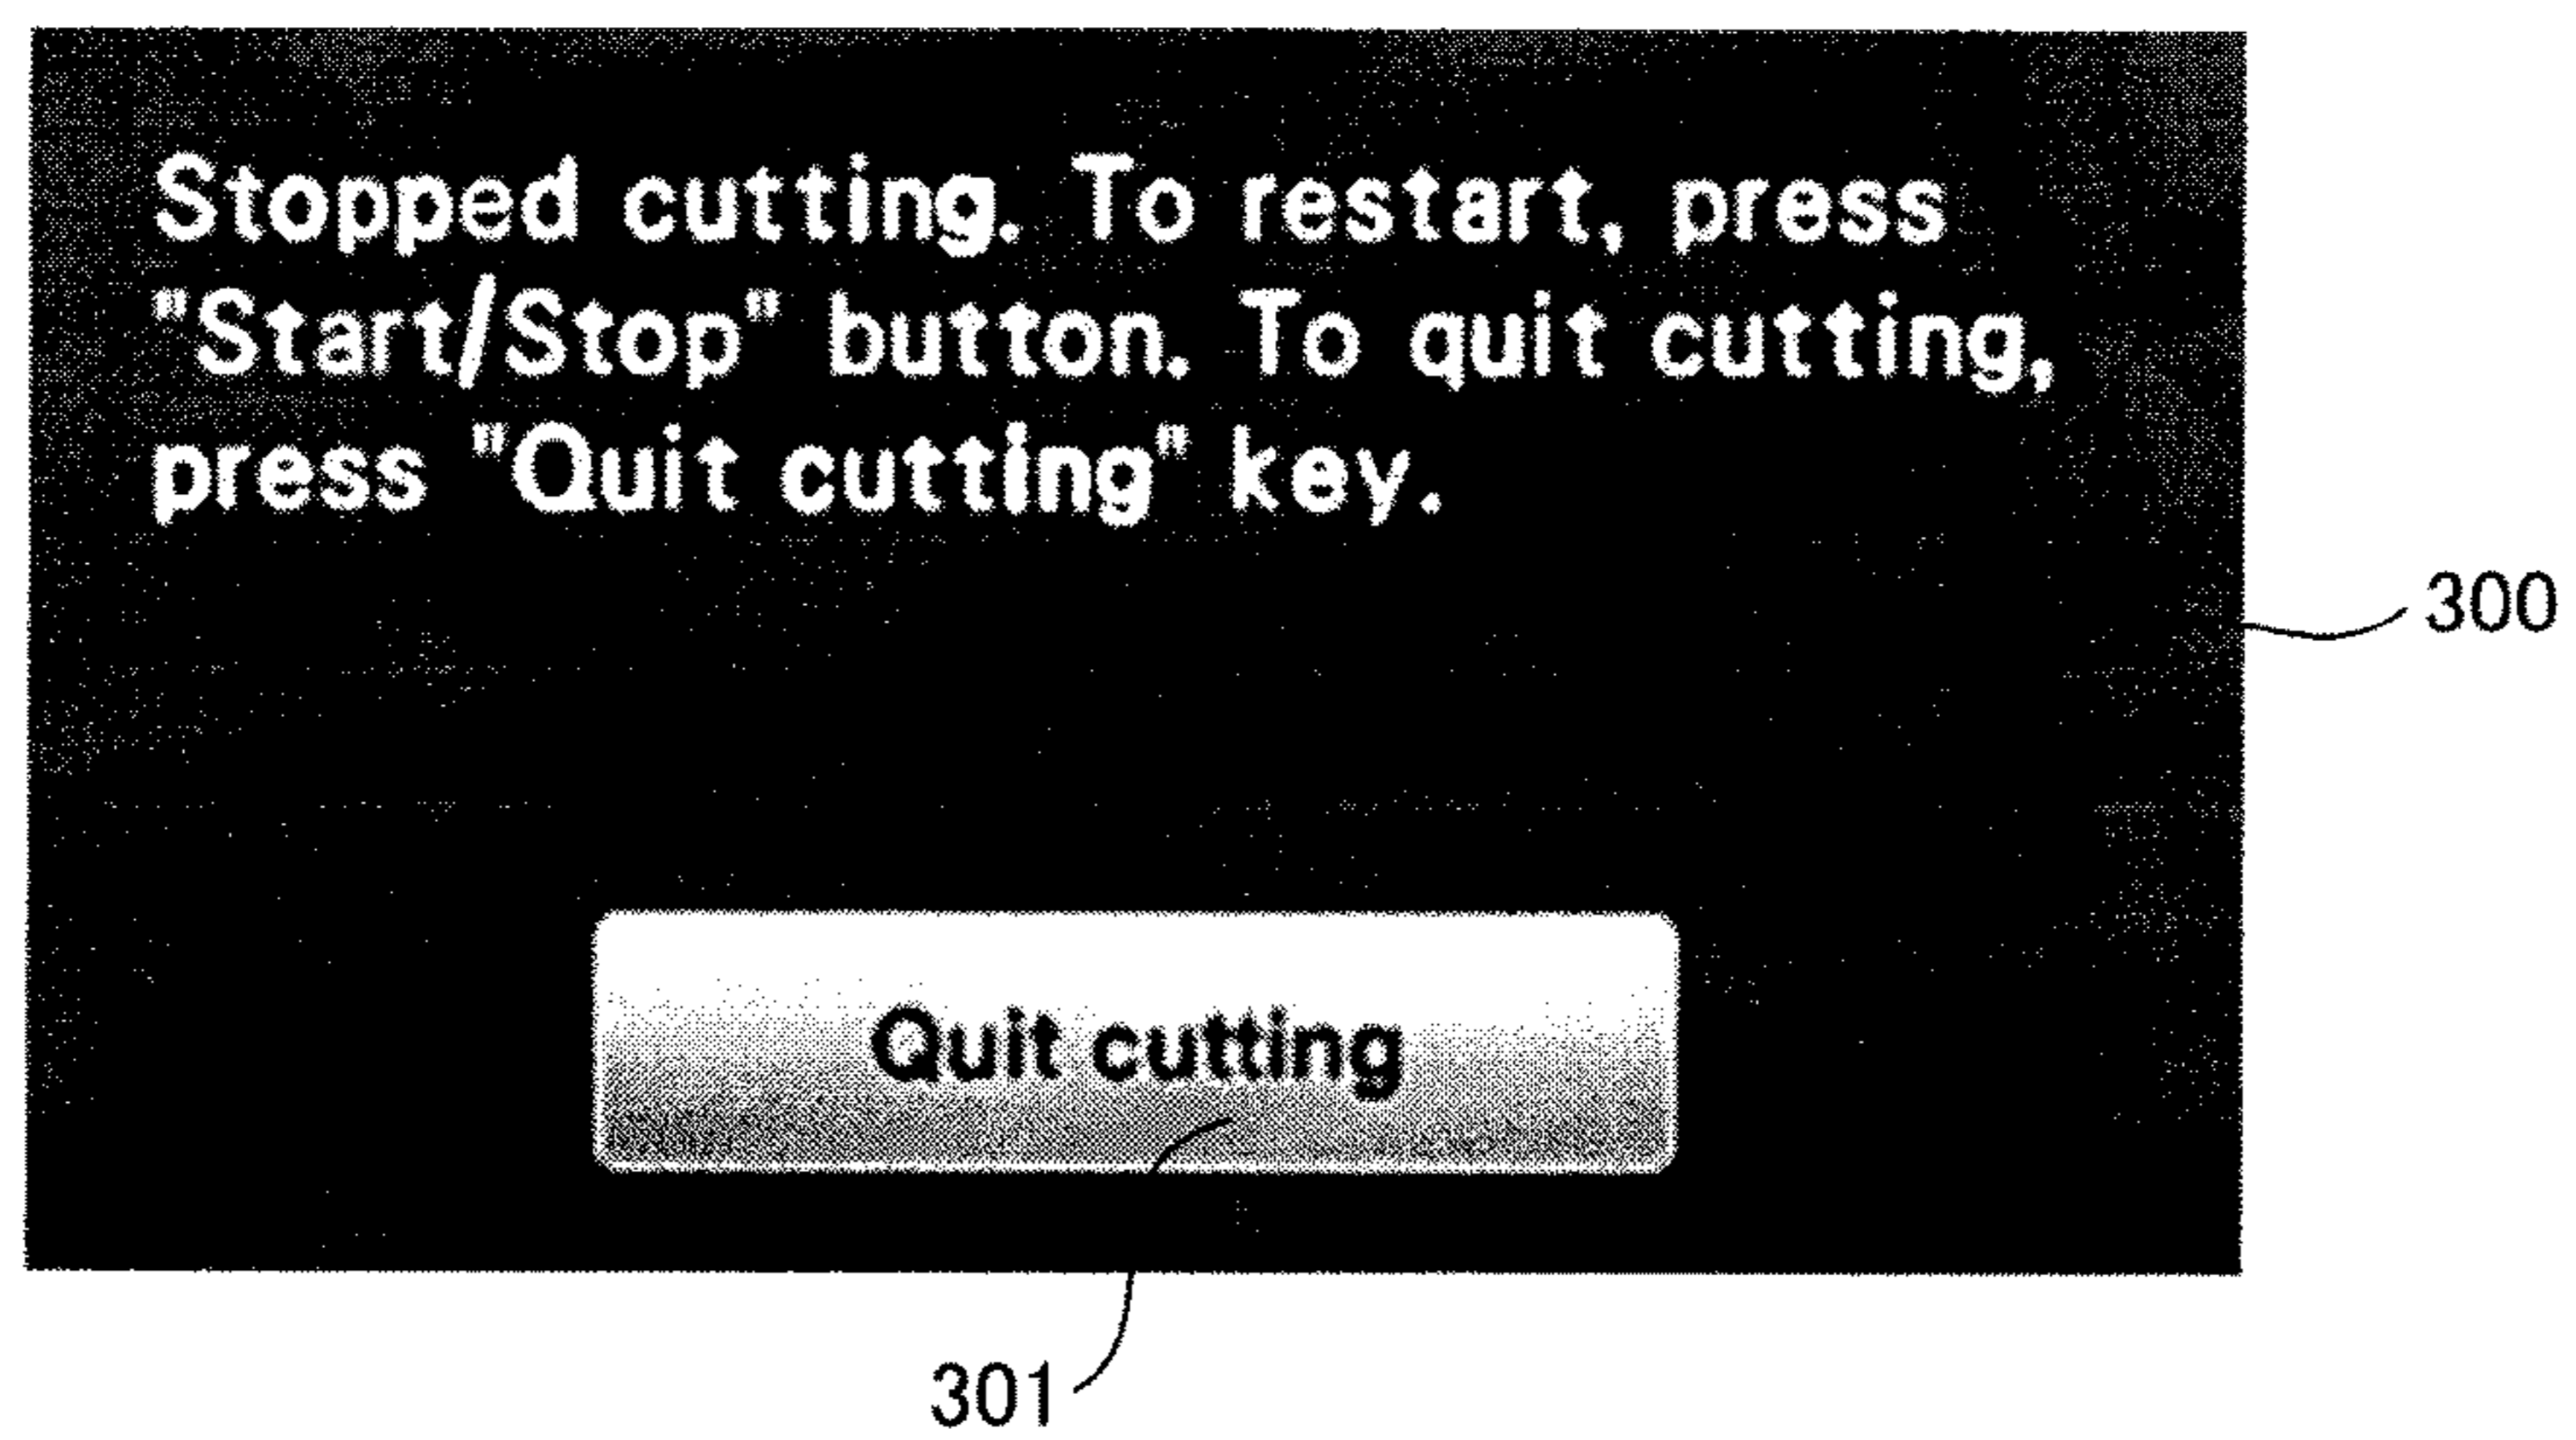 Stopped cutting. To restart, press
"Start/Stop" button. To quit cutting,
press "Quit cutting" key.
300
Quit cutting
301